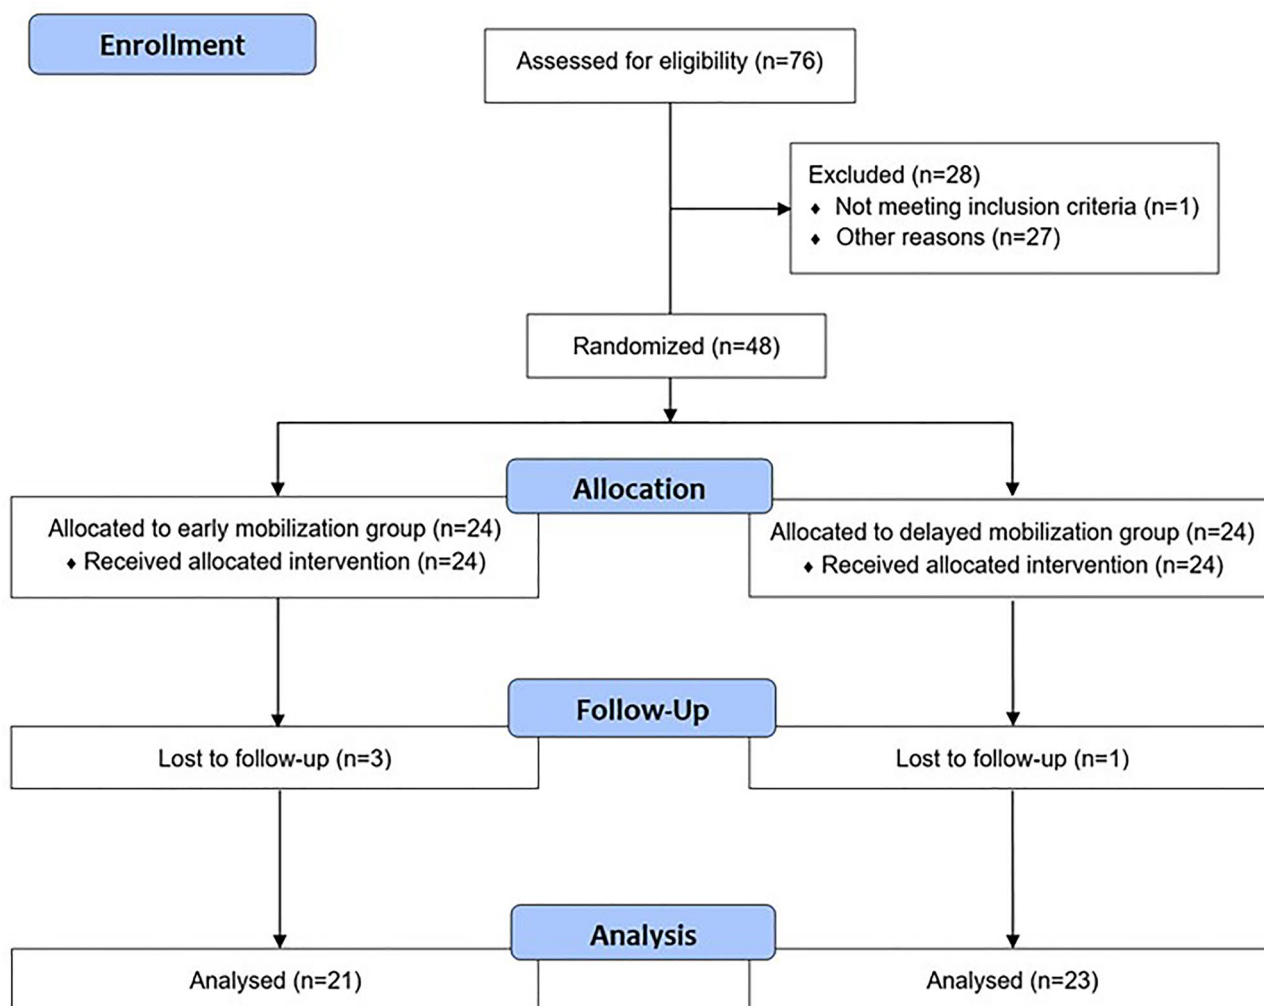 Enrollment
Assessed for eligibility (n=76)
Excluded (n=28)
♦ Not meeting inclusion criteria (n=1)
♦ Other reasons (n=27)
Randomized (n=48)
Allocation
Allocated to early mobilization group (n=24)
♦ Received allocated intervention (n=24)
Allocated to delayed mobilization group (n=24)
♦ Received allocated intervention (n=24)
Follow-Up
Lost to follow-up (n=3)
Lost to follow-up (n=1)
Analysis
Analysed (n=21)
Analysed (n=23)